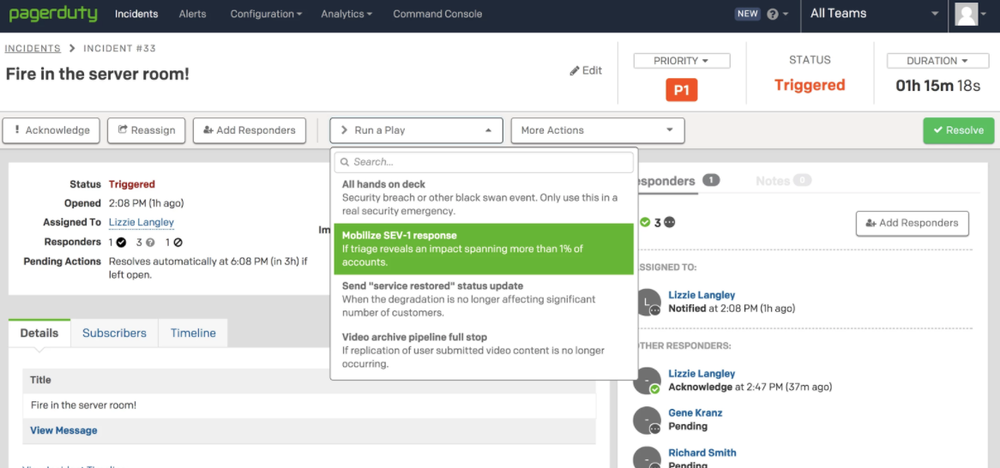 pagerduty Incidents Alerts Configuration Analytics Command Console NEW ? All Teams
INCIDENTS > INCIDENT #33
Fire in the server room!
Edit
PRIORITY
P1
STATUS
Triggered
DURATION
01h 15m 18s
! Acknowledge
Reassign
Add Responders
Run a Play
More Actions
Resolve
Status Triggered
Opened 2:08 PM (1h ago)
Assigned To Lizzie Langley
Responders 1 3 ? 1
Pending Actions Resolves automatically at 6:08 PM (in 3h) if
left open.
Im
Search...
All hands on deck
Security breach or other black swan event. Only use this in a
real security emergency.
Mobilize SEV-1 response
If triage reveals an impact spanning more than 1% of
accounts.
Send "service restored" status update
When the degradation is no longer affecting significant
number of customers.
Video archive pipeline full stop
If replication of user submitted video content is no longer
occurring.
Details
Subscribers
Timeline
Title
Fire in the server room!
View Message
sponders 1
Notes 0
3
Add Responders
SSIGNED TO:
L
Lizzie Langley
Notified at 2:08 PM (1h ago)
THER RESPONDERS:
-
Lizzie Langley
Acknowledge at 2:47 PM (37m ago)
-
Gene Kranz
Pending
-
Richard Smith
Pending